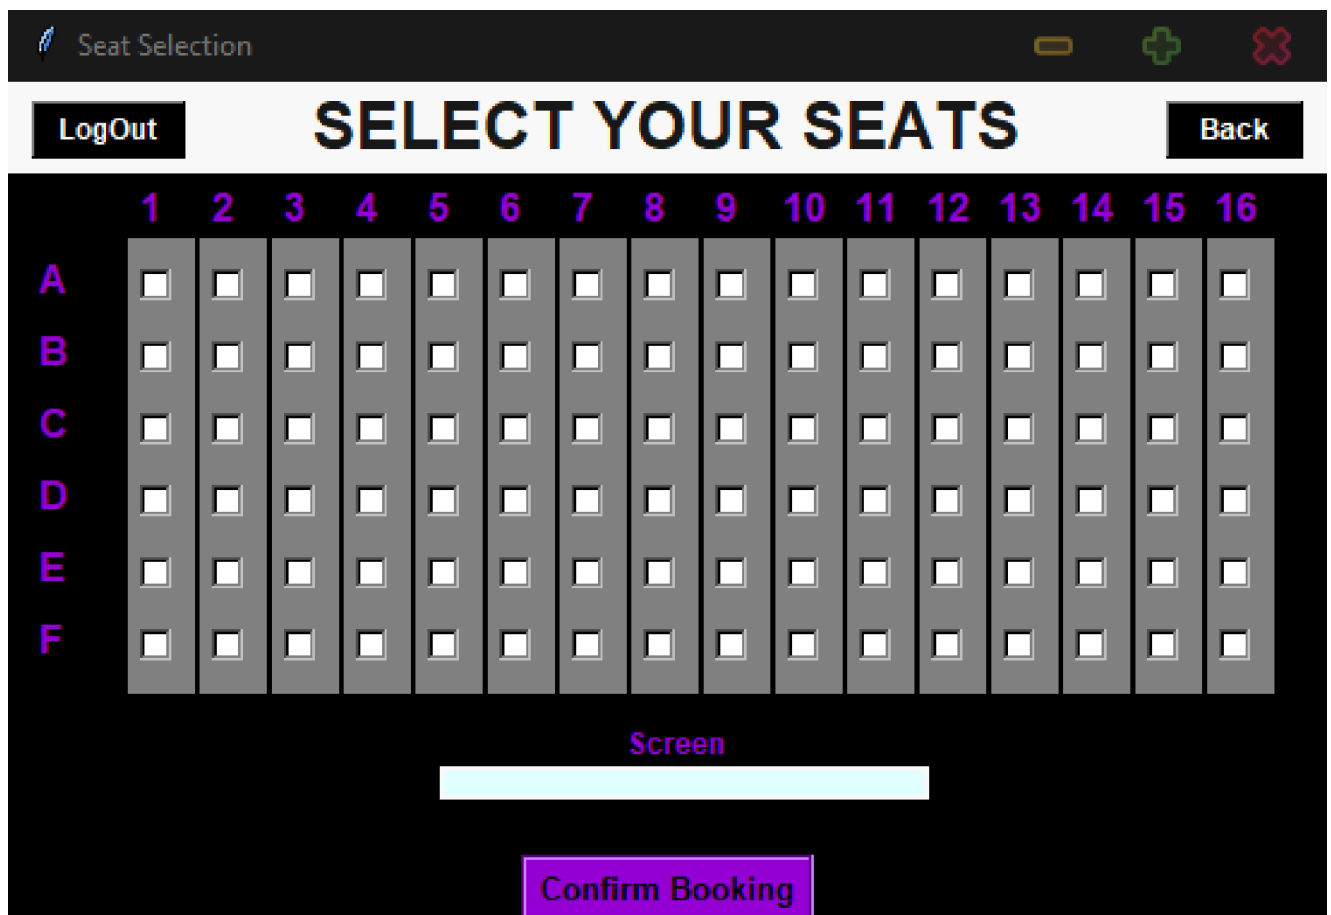 Seat Selection
LogOut SELECT YOUR SEATS Back
1 2 3 4 5 6 7 8 9 10 11 12 13 14 15 16
A
B
C
D
E
F
Screen
Confirm Booking